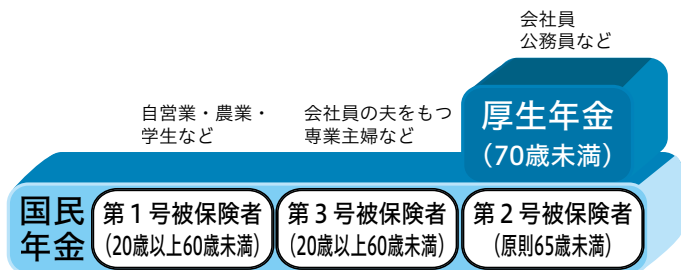 会社員
公務員など
自営業・農業・
学生など
会社員の夫をもつ
専業主婦など
厚生年金
(70歳未満)
国民
年金
第1号被保険者
(20歳以上60歳未満)
第3号被保険者
(20歳以上60歳未満)
第2号被保険者
(原則65歳未満)